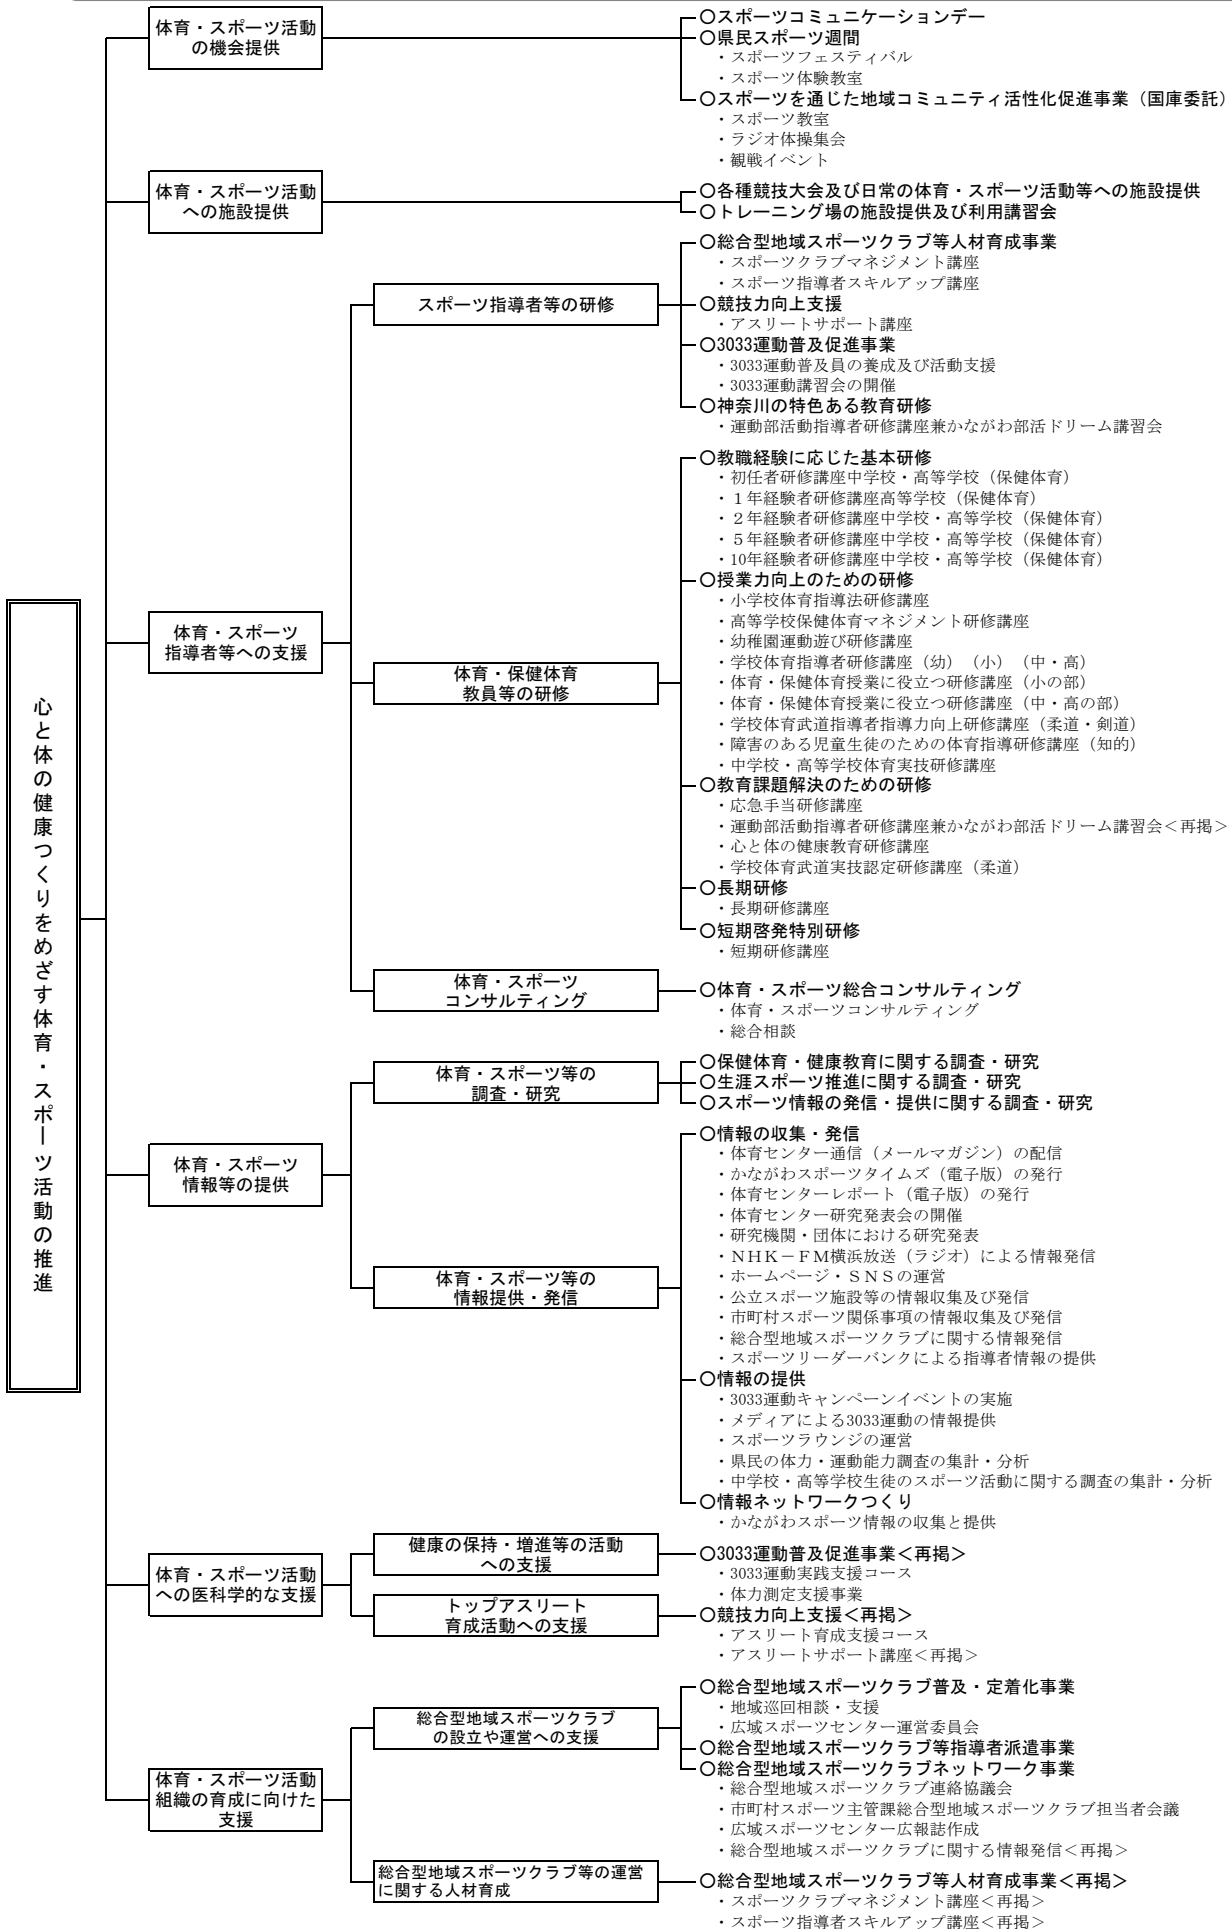 心と体の健康つくりをめざす体育・スポーツ活動の推進
体育・スポーツ活動
の機会提供
〇スポーツコミュニケーションデー
〇県民スポーツ週間
・スポーツフェスティバル
・スポーツ体験教室
〇スポーツを通じた地域コミュニティ活性化促進事業（国庫委託）
・スポーツ教室
・ラジオ体操集会
・観戦イベント
体育・スポーツ活動
への施設提供
〇各種競技大会及び日常の体育・スポーツ活動等への施設提供
〇トレーニング場の施設提供及び利用講習会
体育・スポーツ
指導者等への支援
スポーツ指導者等の研修
〇総合型地域スポーツクラブ等人材育成事業
・スポーツクラブマネジメント講座
・スポーツ指導者スキルアップ講座
〇競技力向上支援
・アスリートサポート講座
〇3033運動普及促進事業
・3033運動普及員の養成及び活動支援
・3033運動講習会の開催
〇神奈川の特色ある教育研修
・運動部活動指導者研修講座兼かながわ部活ドリーム講習会
体育・保健体育
教員等の研修
〇教職経験に応じた基本研修
・初任者研修講座中学校・高等学校（保健体育）
・１年経験者研修講座高等学校（保健体育）
・２年経験者研修講座中学校・高等学校（保健体育）
・５年経験者研修講座中学校・高等学校（保健体育）
・10年経験者研修講座中学校・高等学校（保健体育）
〇授業力向上のための研修
・小学校体育指導法研修講座
・高等学校保健体育マネジメント研修講座
・幼稚園運動遊び研修講座
・学校体育指導者研修講座（幼）（小）（中・高）
・体育・保健体育授業に役立つ研修講座（小の部）
・体育・保健体育授業に役立つ研修講座（中・高の部）
・学校体育武道指導者指導力向上研修講座（柔道・剣道）
・障害のある児童生徒のための体育指導研修講座（知的）
・中学校・高等学校体育実技研修講座
〇教育課題解決のための研修
・応急手当研修講座
・運動部活動指導者研修講座兼かながわ部活ドリーム講習会＜再掲＞
・心と体の健康教育研修講座
・学校体育武道実技認定研修講座（柔道）
〇長期研修
・長期研修講座
〇短期啓発特別研修
・短期研修講座
体育・スポーツ
コンサルティング
〇体育・スポーツ総合コンサルティング
・体育・スポーツコンサルティング
・総合相談
体育・スポーツ
情報等の提供
体育・スポーツ等の
調査・研究
〇保健体育・健康教育に関する調査・研究
〇生涯スポーツ推進に関する調査・研究
〇スポーツ情報の発信・提供に関する調査・研究
体育・スポーツ等の
情報提供・発信
〇情報の収集・発信
・体育センター通信（メールマガジン）の配信
・かながわスポーツタイムズ（電子版）の発行
・体育センターレポート（電子版）の発行
・体育センター研究発表会の開催
・研究機関・団体における研究発表
・ＮＨＫ－ＦＭ横浜放送（ラジオ）による情報発信
・ホームページ・ＳＮＳの運営
・公立スポーツ施設等の情報収集及び発信
・市町村スポーツ関係事項の情報収集及び発信
・総合型地域スポーツクラブに関する情報発信
・スポーツリーダーバンクによる指導者情報の提供
〇情報の提供
・3033運動キャンペーンイベントの実施
・メディアによる3033運動の情報提供
・スポーツラウンジの運営
・県民の体力・運動能力調査の集計・分析
・中学校・高等学校生徒のスポーツ活動に関する調査の集計・分析
〇情報ネットワークつくり
・かながわスポーツ情報の収集と提供
体育・スポーツ活動
への医科学的な支援
健康の保持・増進等の活動
への支援
〇3033運動普及促進事業＜再掲＞
・3033運動実践支援コース
・体力測定支援事業
トップアスリート
育成活動への支援
〇競技力向上支援＜再掲＞
・アスリート育成支援コース
・アスリートサポート講座＜再掲＞
体育・スポーツ活動
組織の育成に向けた
支援
総合型地域スポーツクラブ
の設立や運営への支援
〇総合型地域スポーツクラブ普及・定着化事業
・地域巡回相談・支援
・広域スポーツセンター運営委員会
〇総合型地域スポーツクラブ等指導者派遣事業
〇総合型地域スポーツクラブネットワーク事業
・総合型地域スポーツクラブ連絡協議会
・市町村スポーツ主管課総合型地域スポーツクラブ担当者会議
・広域スポーツセンター広報誌作成
・総合型地域スポーツクラブに関する情報発信＜再掲＞
総合型地域スポーツクラブ等の運営
に関する人材育成
〇総合型地域スポーツクラブ等人材育成事業＜再掲＞
・スポーツクラブマネジメント講座＜再掲＞
・スポーツ指導者スキルアップ講座＜再掲＞